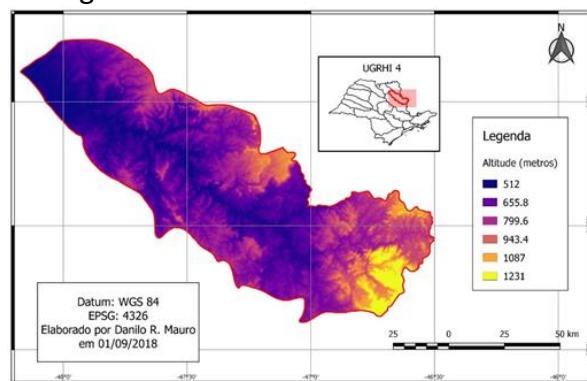 UGRHI 4
N
Legenda
Altitude (metros)
512
655.8
799.6
943.4
1087
1231
Datum: WGS 84
EPSG: 4326
Elaborado por Danilo R. Mauro
em 01/09/2018
25 0 25 50 km
-48°0' -47°30' -47°0' -46°30' -46°0'